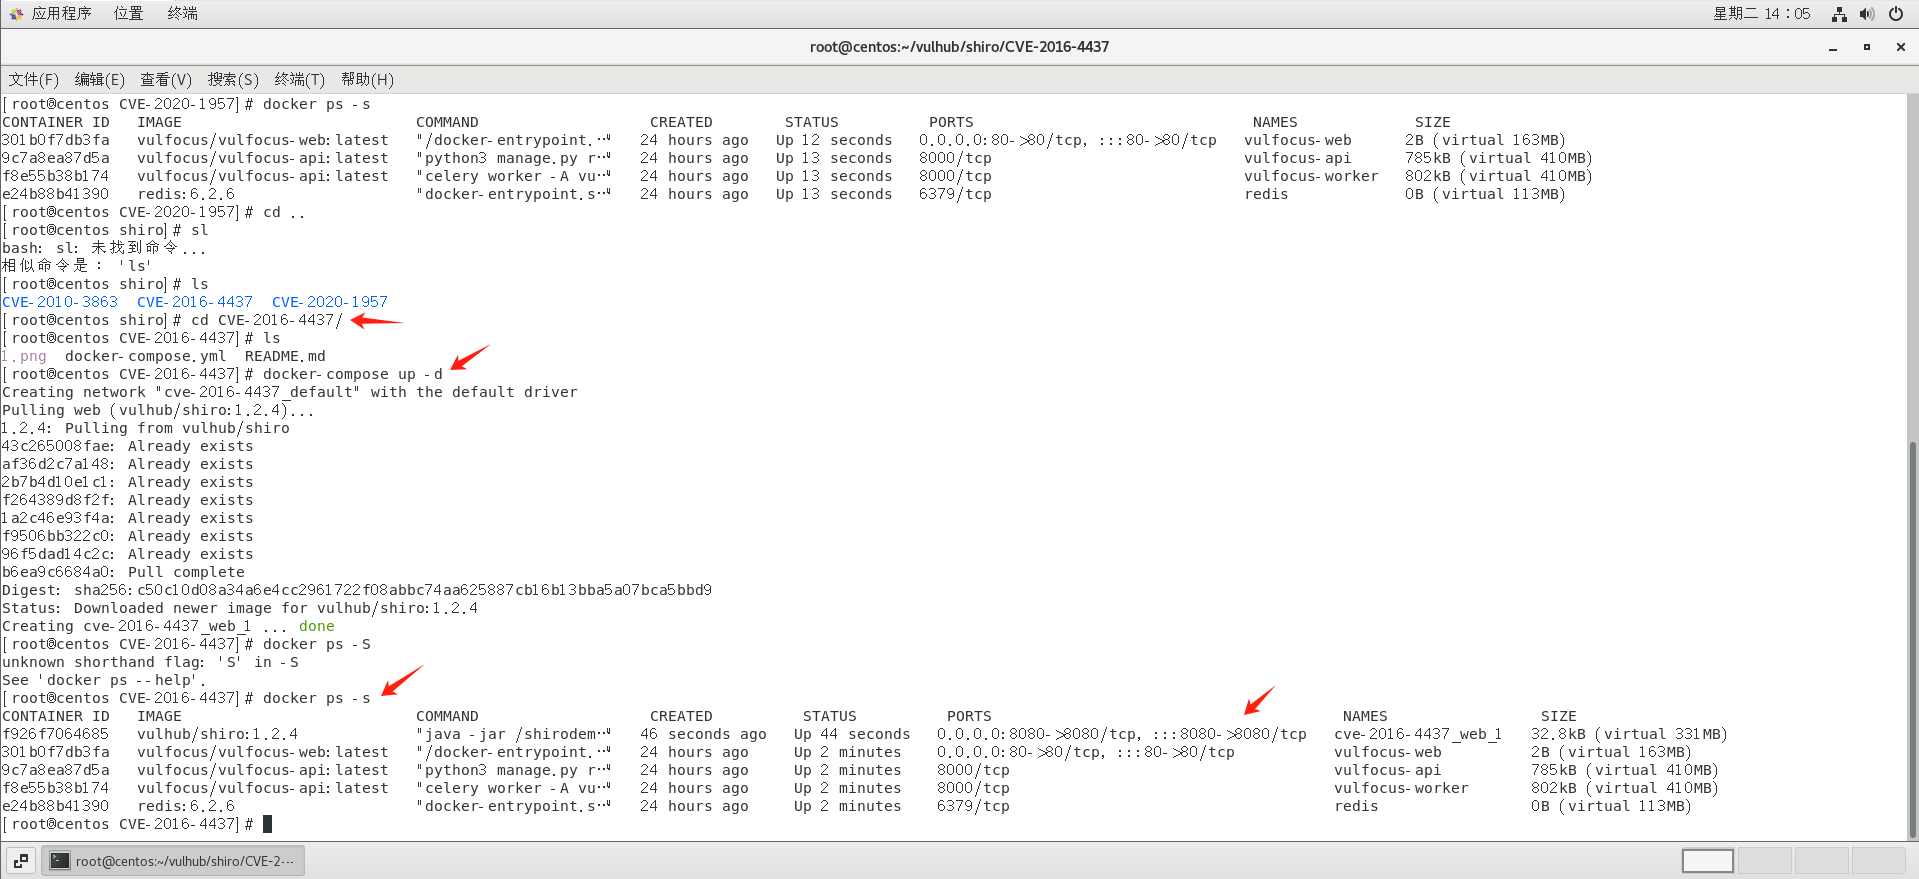 应用程序 位置 终端 星期二 14：05
root@centos:~/vulhub/shiro/CVE-2016-4437
文件(F) 编辑(E) 查看(V) 搜索(S) 终端(T) 帮助(H)
[root@centos CVE-2020-1957]# docker ps -s
CONTAINER ID IMAGE COMMAND CREATED STATUS PORTS NAMES SIZE
301b0f7db3fa vulfocus/vulfocus-web:latest "/docker-entrypoint.…" 24 hours ago Up 12 seconds 0.0.0.0:80->80/tcp, :::80->80/tcp vulfocus-web 2B (virtual 163MB)
9c7a8ea87d5a vulfocus/vulfocus-api:latest "python3 manage.py r…" 24 hours ago Up 13 seconds 8000/tcp vulfocus-api 785kB (virtual 410MB)
f8e55b38b174 vulfocus/vulfocus-api:latest "celery worker -A vu…" 24 hours ago Up 13 seconds 8000/tcp vulfocus-worker 802kB (virtual 410MB)
e24b88b41390 redis:6.2.6 "docker-entrypoint.s…" 24 hours ago Up 13 seconds 6379/tcp redis 0B (virtual 113MB)
[root@centos CVE-2020-1957]# cd ..
[root@centos shiro]# sl
bash: sl: 未找到命令...
相似命令是： 'ls'
[root@centos shiro]# ls
CVE-2010-3863 CVE-2016-4437 CVE-2020-1957
[root@centos shiro]# cd CVE-2016-4437/
[root@centos CVE-2016-4437]# ls
1.png docker-compose.yml README.md
[root@centos CVE-2016-4437]# docker-compose up -d
Creating network "cve-2016-4437_default" with the default driver
Pulling web (vulhub/shiro:1.2.4)...
1.2.4: Pulling from vulhub/shiro
43c265008fae: Already exists
af36d2c7a148: Already exists
2b7b4d10e1c1: Already exists
f264389d8f2f: Already exists
1a2c46e93f4a: Already exists
f9506bb322c0: Already exists
96f5dad14c2c: Already exists
b6ea9c6684a0: Pull complete
Digest: sha256:c50c10d08a34a6e4cc2961722f08abbc74aa625887cb16b13bba5a07bca5bbd9
Status: Downloaded newer image for vulhub/shiro:1.2.4
Creating cve-2016-4437_web_1 ... done
[root@centos CVE-2016-4437]# docker ps -S
unknown shorthand flag: 'S' in -S
See 'docker ps --help'.
[root@centos CVE-2016-4437]# docker ps -s
CONTAINER ID IMAGE COMMAND CREATED STATUS PORTS NAMES SIZE
f926f7064685 vulhub/shiro:1.2.4 "java -jar /shirodem…" 46 seconds ago Up 44 seconds 0.0.0.0:8080->8080/tcp, :::8080->8080/tcp cve-2016-4437_web_1 32.8kB (virtual 331MB)
301b0f7db3fa vulfocus/vulfocus-web:latest "/docker-entrypoint.…" 24 hours ago Up 2 minutes 0.0.0.0:80->80/tcp, :::80->80/tcp vulfocus-web 2B (virtual 163MB)
9c7a8ea87d5a vulfocus/vulfocus-api:latest "python3 manage.py r…" 24 hours ago Up 2 minutes 8000/tcp vulfocus-api 785kB (virtual 410MB)
f8e55b38b174 vulfocus/vulfocus-api:latest "celery worker -A vu…" 24 hours ago Up 2 minutes 8000/tcp vulfocus-worker 802kB (virtual 410MB)
e24b88b41390 redis:6.2.6 "docker-entrypoint.s…" 24 hours ago Up 2 minutes 6379/tcp redis 0B (virtual 113MB)
[root@centos CVE-2016-4437]#
root@centos:~/vulhub/shiro/CVE-2…